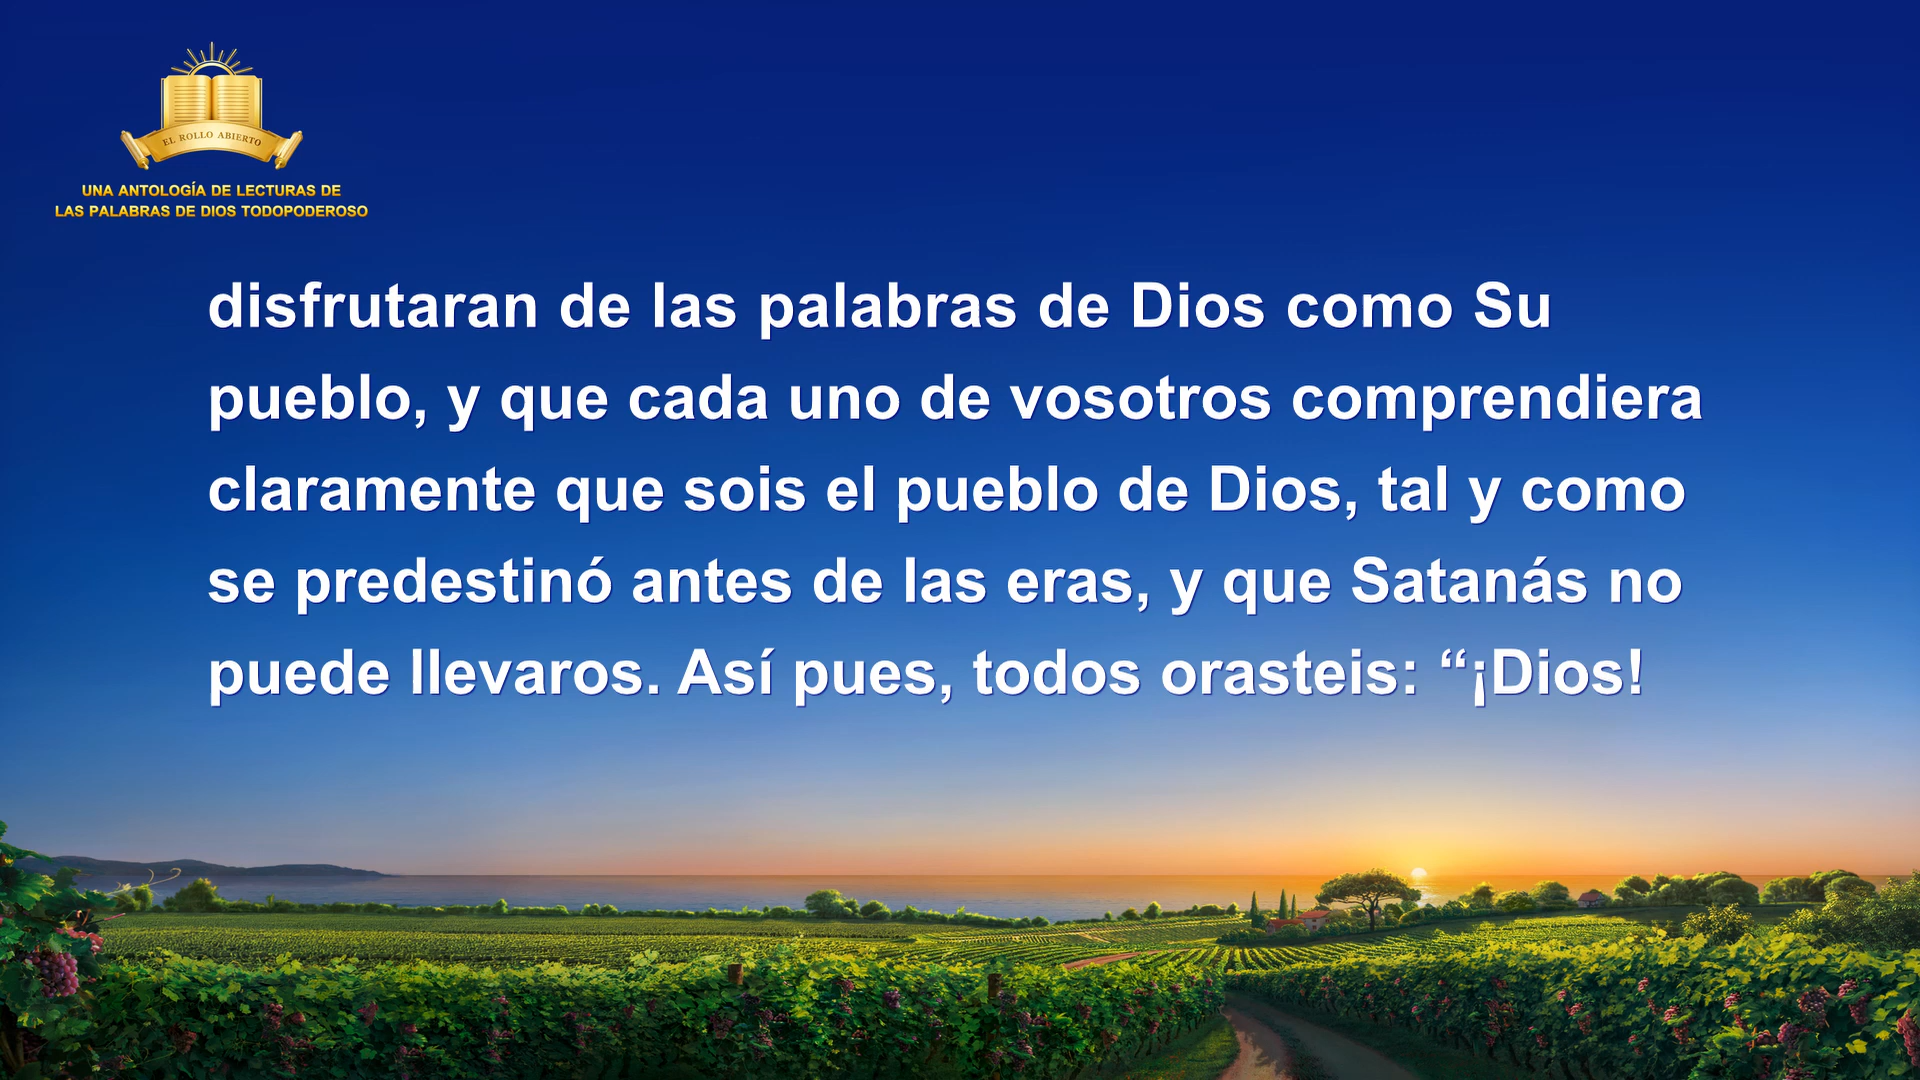 EL ROLLO ABIERTO
UNA ANTOLOGÍA DE LECTURAS DE
LAS PALABRAS DE DIOS TODOPODEROSO
disfrutaran de las palabras de Dios como Su
pueblo, y que cada uno de vosotros comprendiera
claramente que sois el pueblo de Dios, tal y como
se predestinó antes de las eras, y que Satanás no
puede llevaros. Así pues, todos orasteis: “¡Dios!